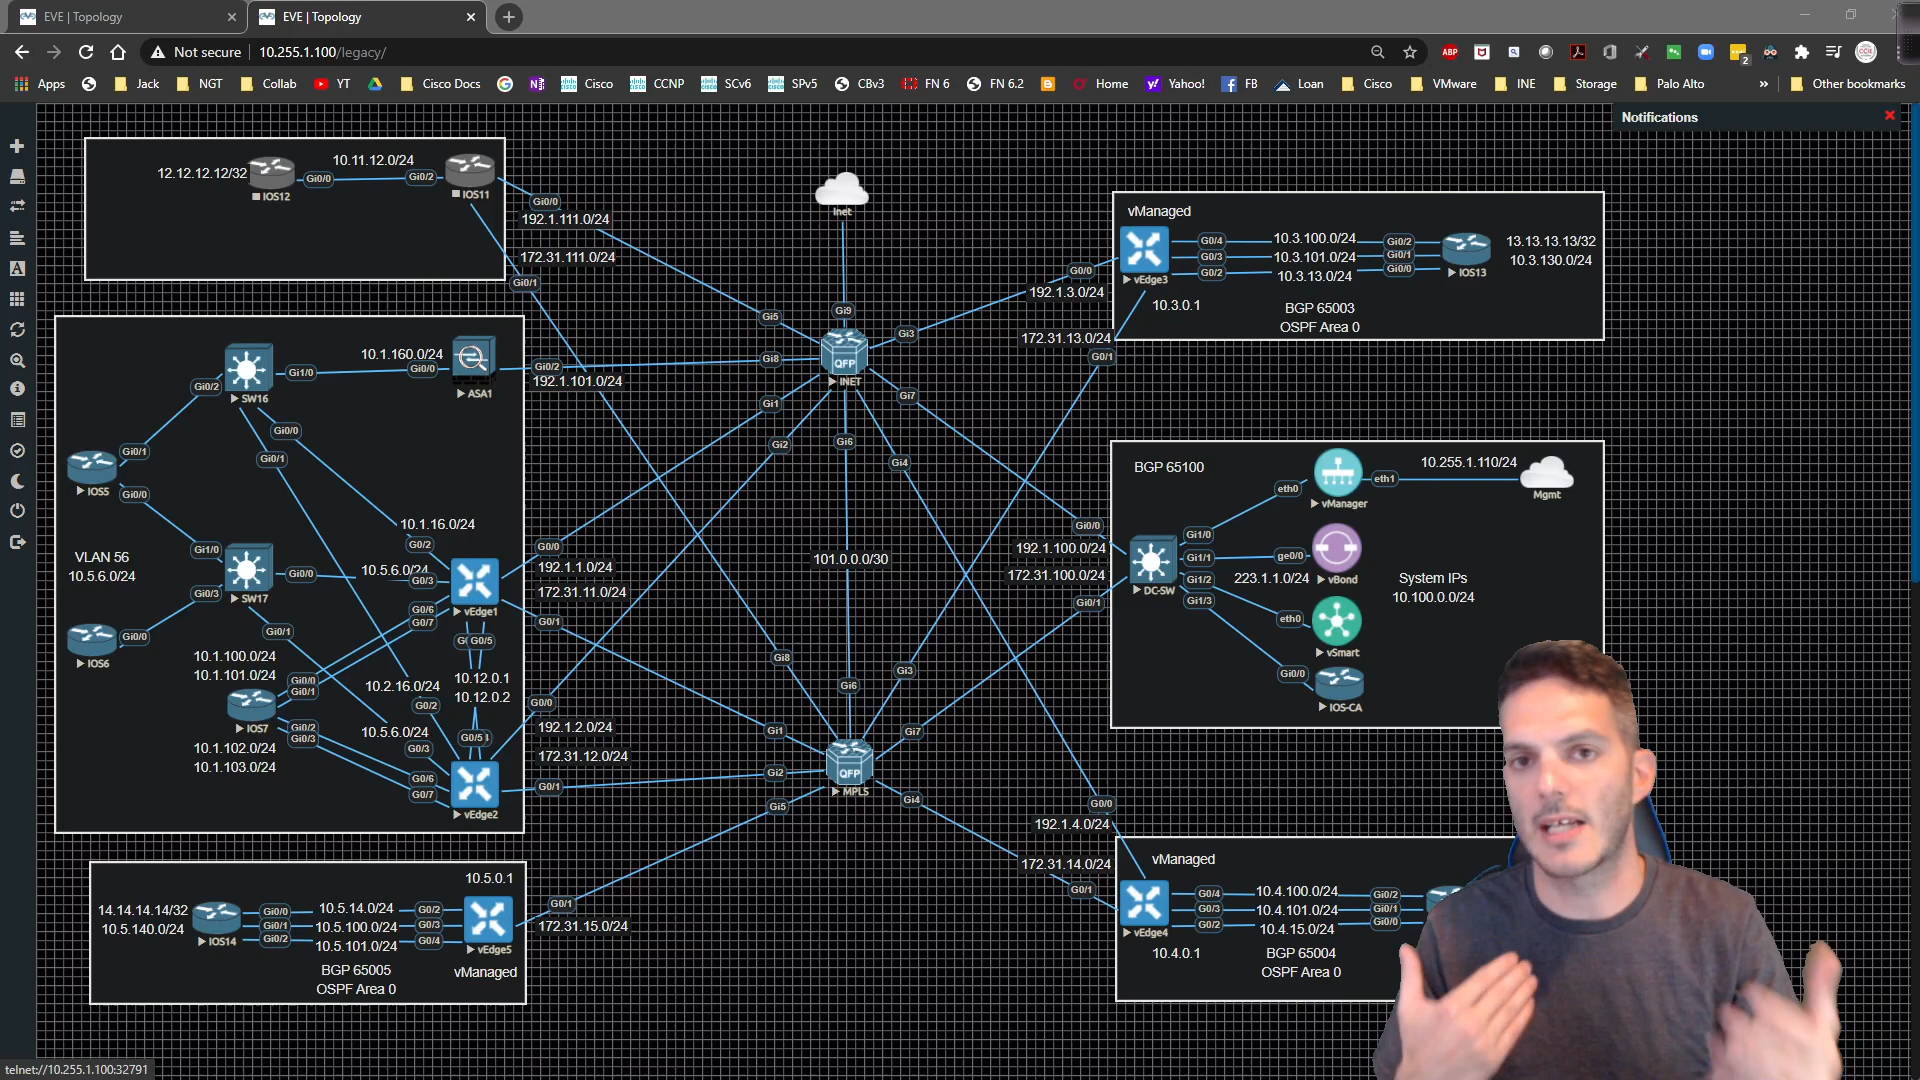 EVE | Topology
EVE | Topology
Not secure
10.255.1.100/legacy/
ABP
2
Apps
Jack
NGT
Collab
YT
Cisco Docs
Cisco
CCNP
SCv6
SPv5
CBv3
FN 6
FN 6.2
Home
Yahoo!
FB
Loan
Cisco
VMware
INE
Storage
Palo Alto
»
Other bookmarks
Notifications
12.12.12.12/32
IOS12
Gi0/0
10.11.12.0/24
Gi0/2
IOS11
Gi0/0
192.1.111.0/24
172.31.111.0/24
Gi0/1
Inet
Gi9
Gi5
Gi8
Gi3
QFP
INET
Gi1
Gi2
Gi6
Gi7
Gi4
vManaged
vEdge3
G0/0
192.1.3.0/24
10.3.0.1
172.31.13.0/24
G0/1
G0/4
G0/3
G0/2
10.3.100.0/24
10.3.101.0/24
10.3.13.0/24
Gi0/2
Gi0/1
Gi0/0
IOS13
13.13.13.13/32
10.3.130.0/24
BGP 65003
OSPF Area 0
SW16
Gi0/2
Gi1/0
10.1.160.0/24
Gi0/0
ASA1
Gi0/2
192.1.101.0/24
Gi0/0
Gi0/1
IOS5
Gi0/1
Gi0/0
VLAN 56
10.5.6.0/24
Gi1/0
SW17
Gi0/0
Gi0/3
Gi0/1
IOS6
Gi0/0
10.1.16.0/24
G0/2
10.5.6.0/24
G0/3
vEdge1
G0/6
G0/7
G0/5
G0/0
192.1.1.0/24
172.31.11.0/24
G0/1
10.1.100.0/24
10.1.101.0/24
Gi0/0
Gi0/1
IOS7
Gi0/2
Gi0/3
10.1.102.0/24
10.1.103.0/24
10.2.16.0/24
G0/2
10.12.0.1
10.12.0.2
10.5.6.0/24
G0/3
G0/5
G0/6
G0/7
vEdge2
G0/0
192.1.2.0/24
172.31.12.0/24
G0/1
101.0.0.0/30
Gi8
Gi6
Gi3
Gi1
Gi7
Gi2
Gi5
Gi4
QFP
MPLS
BGP 65100
Gi0/0
192.1.100.0/24
172.31.100.0/24
Gi0/1
DC-SW
Gi1/0
Gi1/1
Gi1/2
Gi1/3
eth0
vManager
eth1
10.255.1.110/24
Mgmt
ge0/0
223.1.1.0/24
vBond
System IPs
10.100.0.0/24
eth0
vSmart
Gi0/0
IOS-CA
G0/0
192.1.4.0/24
172.31.14.0/24
G0/1
vManaged
vEdge4
10.4.0.1
G0/4
G0/3
G0/2
10.4.100.0/24
10.4.101.0/24
10.4.15.0/24
Gi0/2
Gi0/1
Gi0/0
BGP 65004
OSPF Area 0
14.14.14.14/32
10.5.140.0/24
IOS14
Gi0/0
Gi0/1
Gi0/2
10.5.14.0/24
10.5.100.0/24
10.5.101.0/24
G0/2
G0/3
G0/4
10.5.0.1
vEdge5
G0/1
172.31.15.0/24
BGP 65005
OSPF Area 0
vManaged
telnet://10.255.1.100:32791